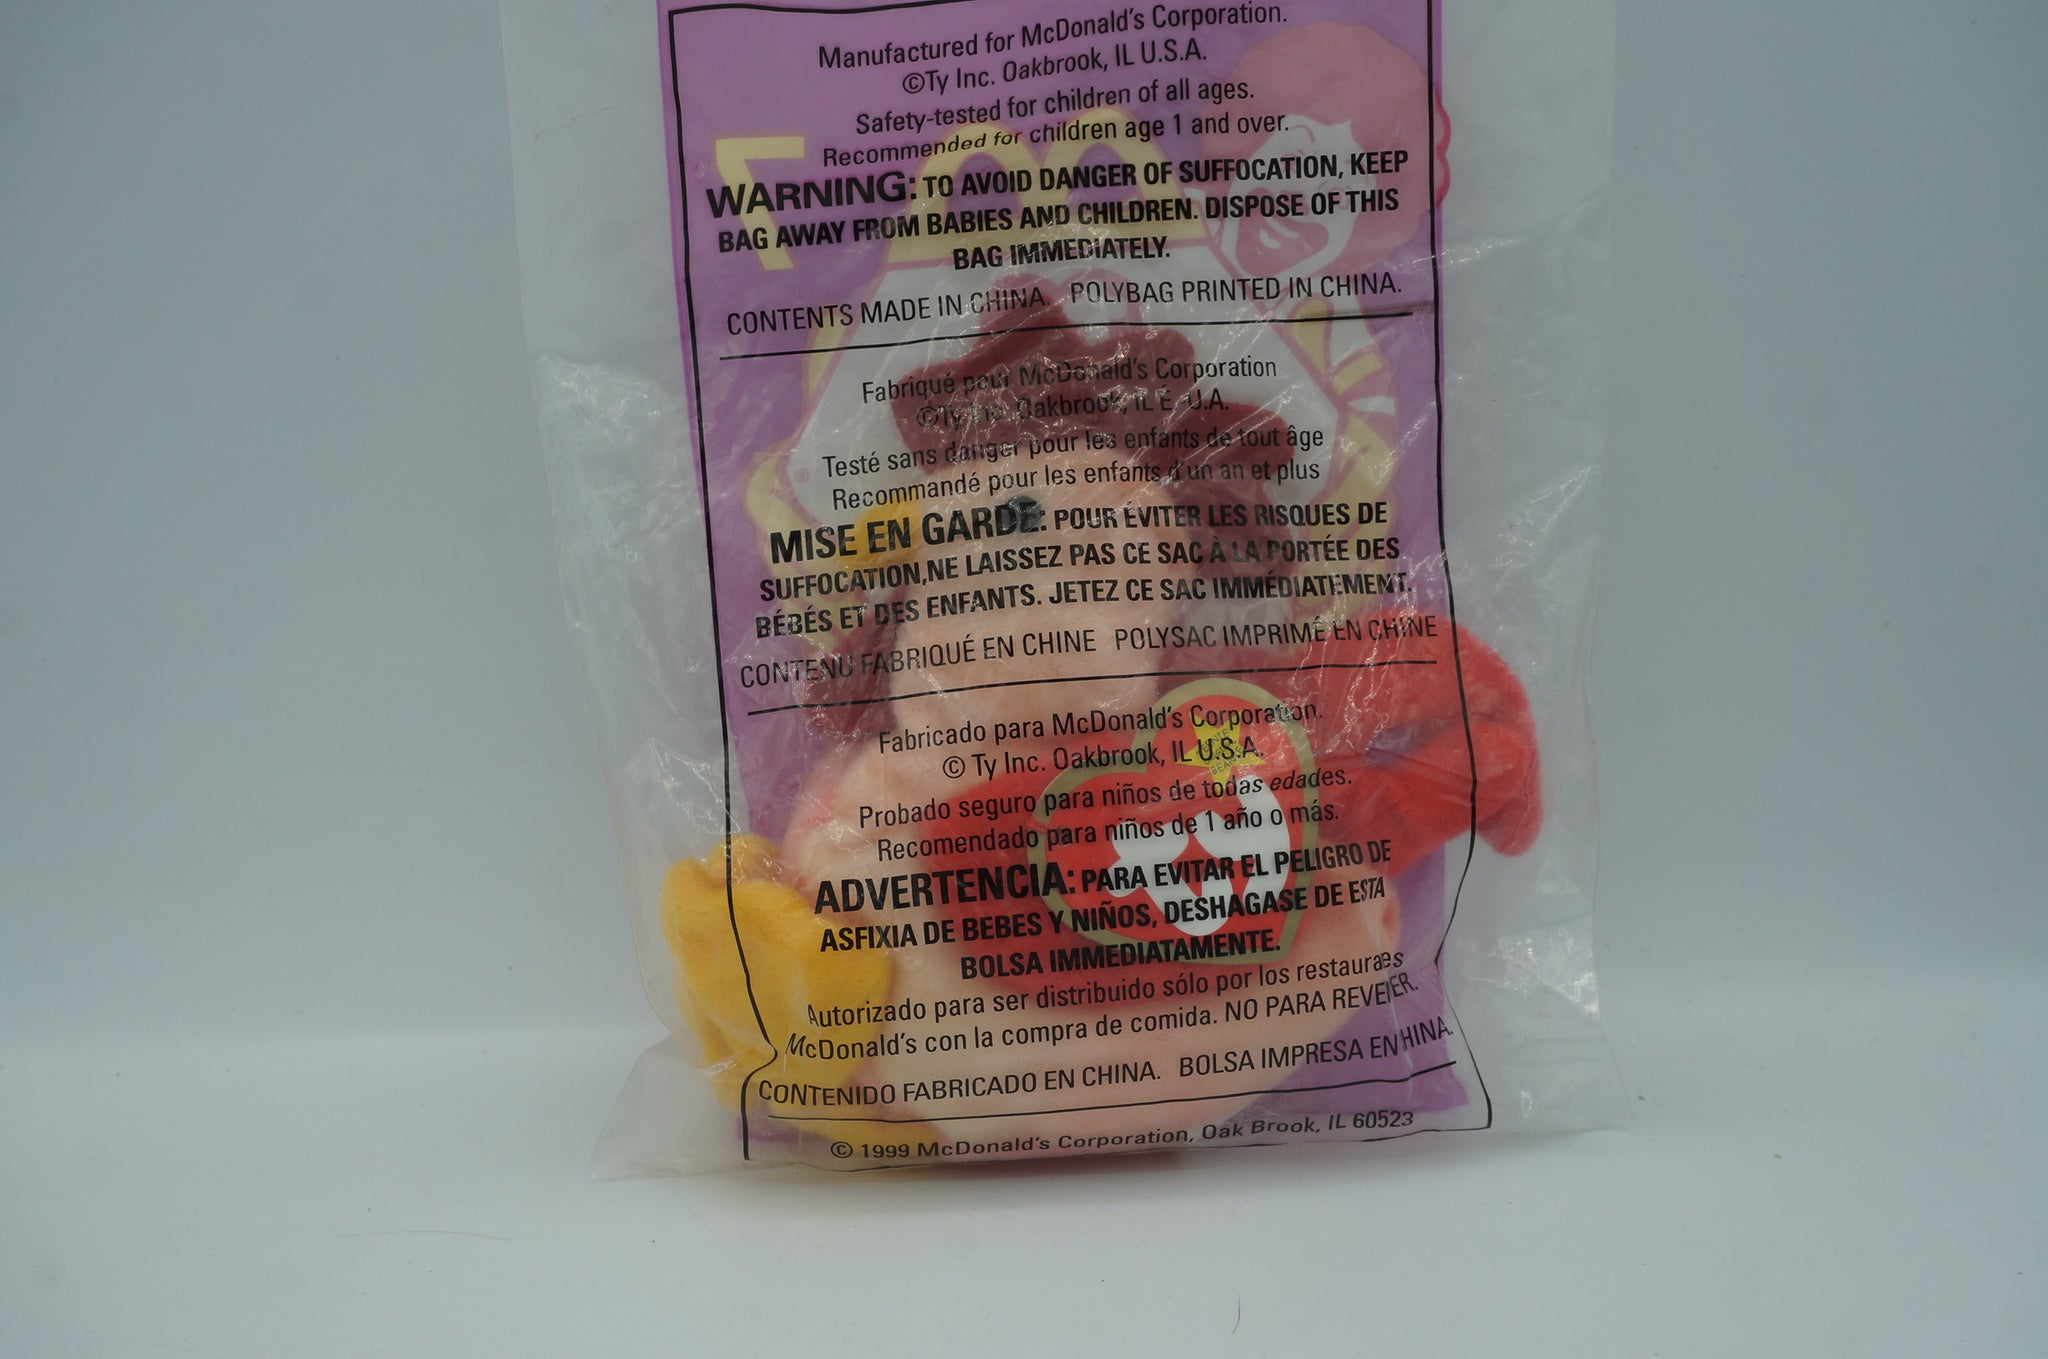 Manufactured for McDonald's Corporation.
©Ty Inc. Oakbrook, IL U.S.A.
Safety-tested for children of all ages.
Recommended for children age 1 and over.
WARNING: TO AVOID DANGER OF SUFFOCATION, KEEP
BAG AWAY FROM BABIES AND CHILDREN. DISPOSE OF THIS
BAG IMMEDIATELY.
CONTENTS MADE IN CHINA. POLYBAG PRINTED IN CHINA.
Fabriqué pour McDonald's Corporation
©Ty Inc. Oakbrook, IL É.-U.A.
Testé sans danger pour les enfants de tout âge
Recommandé pour les enfants d'un an et plus
MISE EN GARDE: POUR ÉVITER LES RISQUES DE
SUFFOCATION,NE LAISSEZ PAS CE SAC À LA PORTÉE DES
BÉBÉS ET DES ENFANTS. JETEZ CE SAC IMMÉDIATEMENT.
CONTENU FABRIQUÉ EN CHINE POLYSAC IMPRIMÉ EN CHINE
Fabricado para McDonald's Corporation.
© Ty Inc. Oakbrook, IL U.S.A.
Probado seguro para niños de todas edades.
Recomendado para niños de 1 año o más.
ADVERTENCIA: PARA EVITAR EL PELIGRO DE
ASFIXIA DE BEBES Y NIÑOS, DESHAGASE DE ESTA
BOLSA IMMEDIATAMENTE.
Autorizado para ser distribuido sólo por los
McDonald's con la compra de comida. NO PARA
CONTENIDO FABRICADO EN CHINA. BOLSA IMPRESA EN
© 1999 McDonald's Corporation, Oak Brook, IL 60523
7
ty